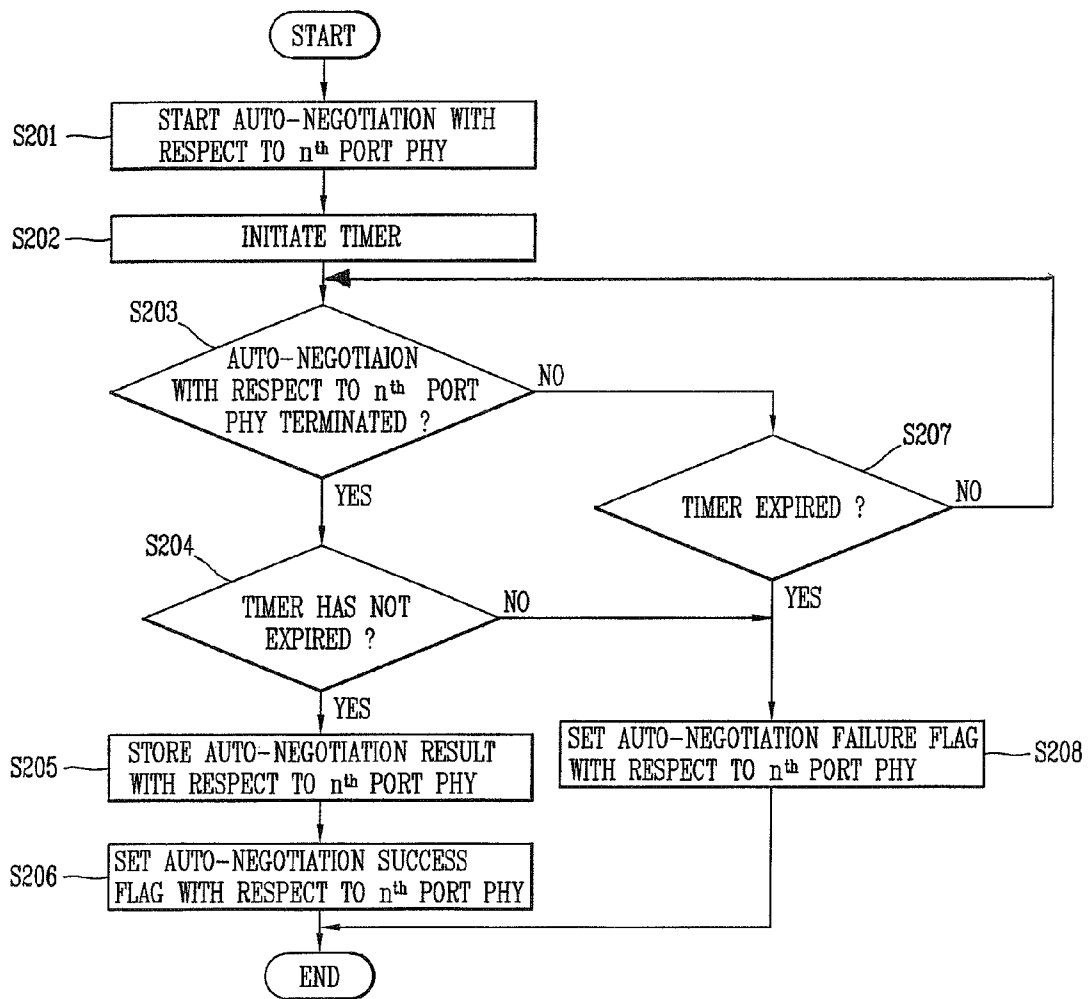 START
S201
START AUTO-NEGOTIATION WITH
RESPECT TO nth PORT PHY
S202
INITIATE TIMER
S203
AUTO-NEGOTIAION
WITH RESPECT TO nth PORT
PHY TERMINATED ?
NO
YES
S207
TIMER EXPIRED ?
NO
YES
S204
TIMER HAS NOT
EXPIRED ?
NO
YES
S205
STORE AUTO-NEGOTIATION RESULT
WITH RESPECT TO nth PORT PHY
SET AUTO-NEGOTIATION FAILURE FLAG
WITH RESPECT TO nth PORT PHY
S208
S206
SET AUTO-NEGOTIATION SUCCESS
FLAG WITH RESPECT TO nth PORT PHY
END